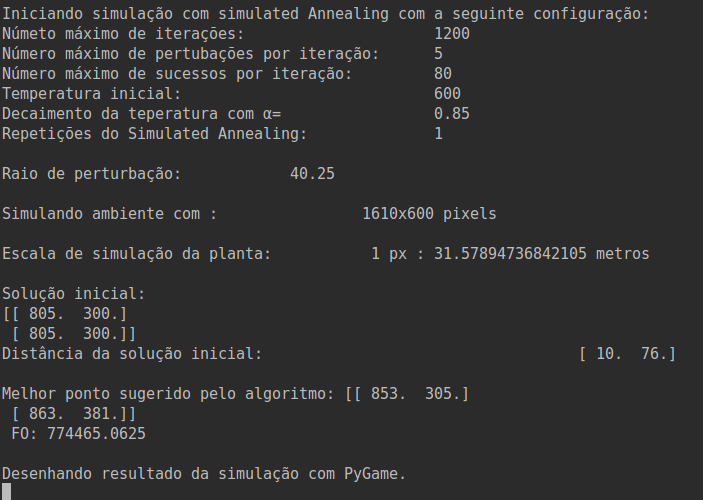 Iniciando simulação com simulated Annealing com a seguinte configuração:
Númeto máximo de iterações: 1200
Número máximo de pertubações por iteração: 5
Número máximo de sucessos por iteração: 80
Temperatura inicial: 600
Decaimento da teperatura com α= 0.85
Repetições do Simulated Annealing: 1
Raio de perturbação: 40.25
Simulando ambiente com : 1610x600 pixels
Escala de simulação da planta: 1 px : 31.57894736842105 metros
Solução inicial:
[[ 805. 300.]
[ 805. 300.]]
Distância da solução inicial: [ 10. 76.]
Melhor ponto sugerido pelo algoritmo: [[ 853. 305.]
[ 863. 381.]]
FO: 774465.0625
Desenhando resultado da simulação com PyGame.